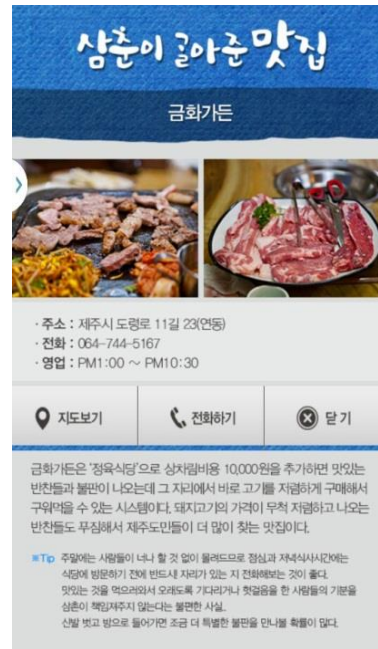 삼춘이 골아준 맛집
금화가든
· 주소 : 제주시 도령로 11길 23(연동)
· 전화 : 064-744-5167
· 영업 : PM1:00 ~ PM10:30
지도보기 전화하기 닫기
금화가든은 '정육식당'으로 상차림비용 10,000원을 추가하면 맛있는
반찬들과 불판이 나오는데 그 자리에서 바로 고기를 저렴하게 구매해서
구워먹을 수 있는 시스템이다. 돼지고기의 가격이 무척 저렴하고 나오는
반찬들도 푸짐해서 제주도민들이 더 많이 찾는 맛집이다.
※Tip 주말에는 사람들이 너나 할 것 없이 몰려드므로 점심과 저녁식사시간에는
식당에 방문하기 전에 반드시! 자리가 있는 지 전화해보는 것이 좋다.
맛있는 것을 먹으러와서 오래도록 기다리거나 헛걸음을 한 사람들의 기분을
삼촌이 책임져주지 않는다는 불편한 사실..
신발 벗고 방으로 들어가면 조금 더 특별한 불판을 만나볼 확률이 많다.